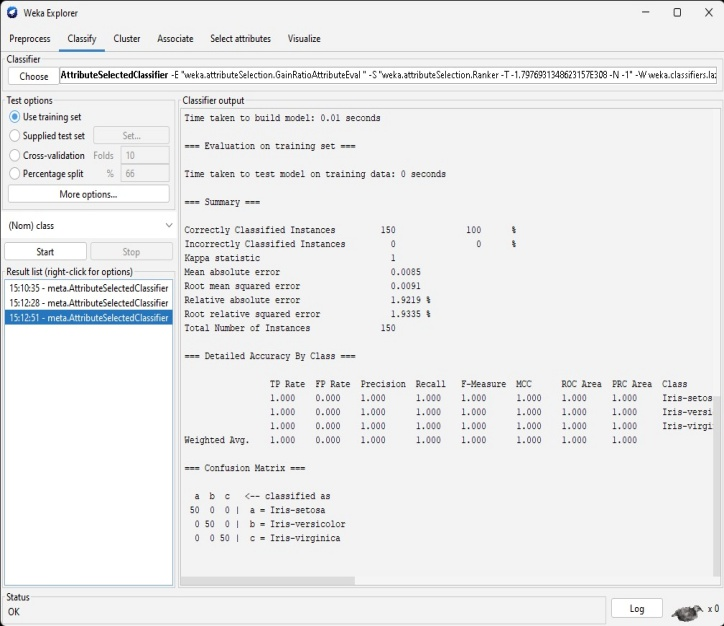 Weka Explorer
Preprocess Classify Cluster Associate Select attributes Visualize
Classifier
Choose AttributeSelectedClassifier -E "weka.attributeSelection.GainRatioAttributeEval " -S "weka.attributeSelection.Ranker -T -1.7976931348623157E308 -N -1" -W weka.classifiers.laz
Test options
Use training set
Supplied test set Set...
Cross-validation Folds 10
Percentage split % 66
More options...
(Nom) class
Start Stop
Result list (right-click for options)
15:10:35 - meta.AttributeSelectedClassifier
15:12:28 - meta.AttributeSelectedClassifier
15:12:51 - meta.AttributeSelectedClassifier
Classifier output
Time taken to build model: 0.01 seconds
=== Evaluation on training set ===
Time taken to test model on training data: 0 seconds
=== Summary ===
Correctly Classified Instances 150 100 %
Incorrectly Classified Instances 0 0 %
Kappa statistic 1
Mean absolute error 0.0085
Root mean squared error 0.0091
Relative absolute error 1.9219 %
Root relative squared error 1.9335 %
Total Number of Instances 150
=== Detailed Accuracy By Class ===
TP Rate FP Rate Precision Recall F-Measure MCC ROC Area PRC Area Class
1.000 0.000 1.000 1.000 1.000 1.000 1.000 1.000 Iris-setos
1.000 0.000 1.000 1.000 1.000 1.000 1.000 1.000 Iris-versi
1.000 0.000 1.000 1.000 1.000 1.000 1.000 1.000 Iris-virgi
Weighted Avg. 1.000 0.000 1.000 1.000 1.000 1.000 1.000 1.000
=== Confusion Matrix ===
a b c <-- classified as
50 0 0 | a = Iris-setosa
0 50 0 | b = Iris-versicolor
0 0 50 | c = Iris-virginica
Status
OK
Log x 0